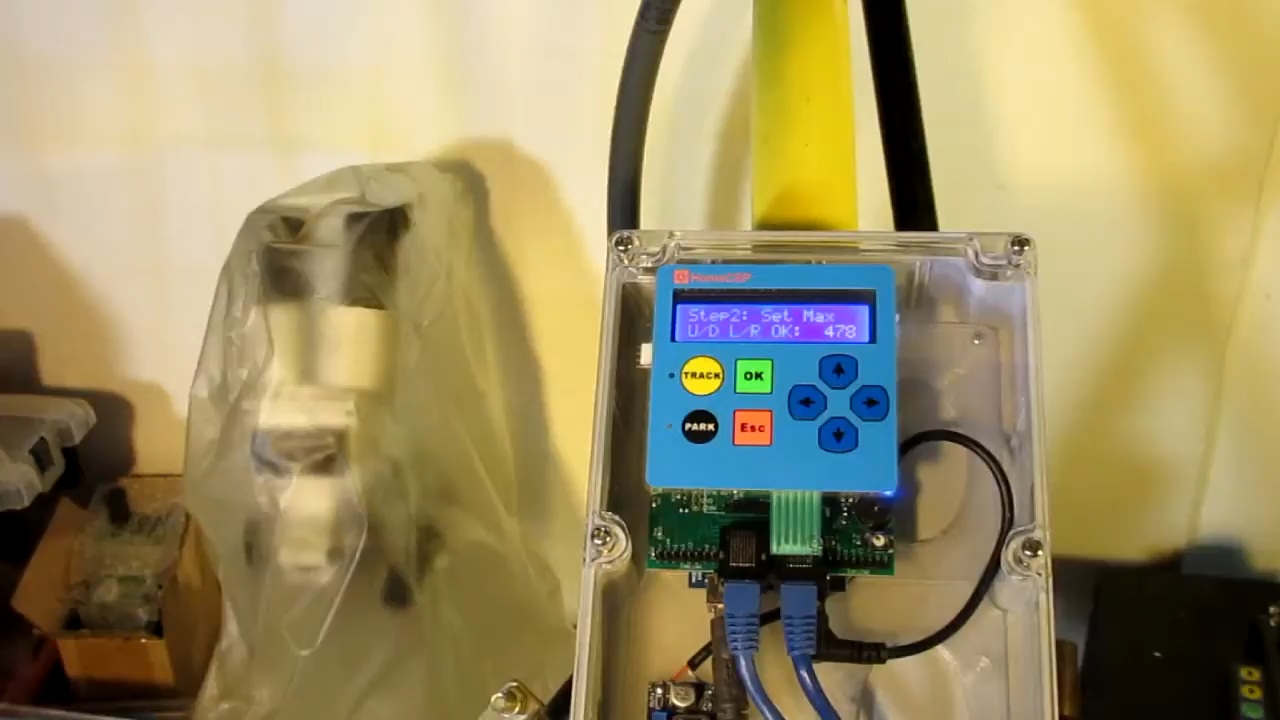 HomeCSP
Step2: Set Max
U/D L/R OK: 478
TRACK
OK
PARK
Esc